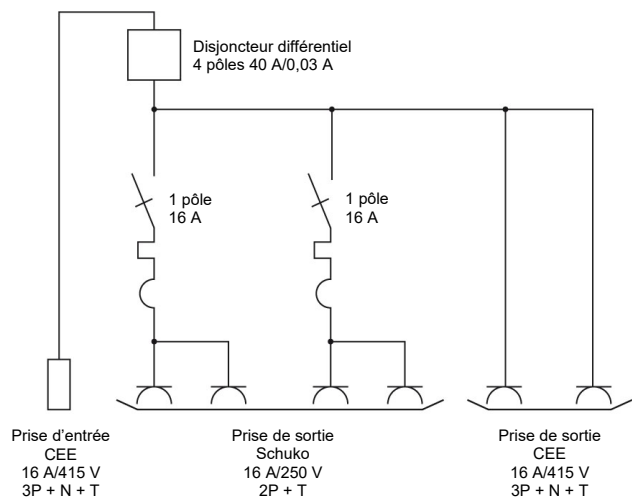 Disjoncteur différentiel
4 pôles 40 A/0,03 A
1 pôle
16 A
1 pôle
16 A
Prise d'entrée
CEE
16 A/415 V
3P + N + T
Prise de sortie
Schuko
16 A/250 V
2P + T
Prise de sortie
CEE
16 A/415 V
3P + N + T